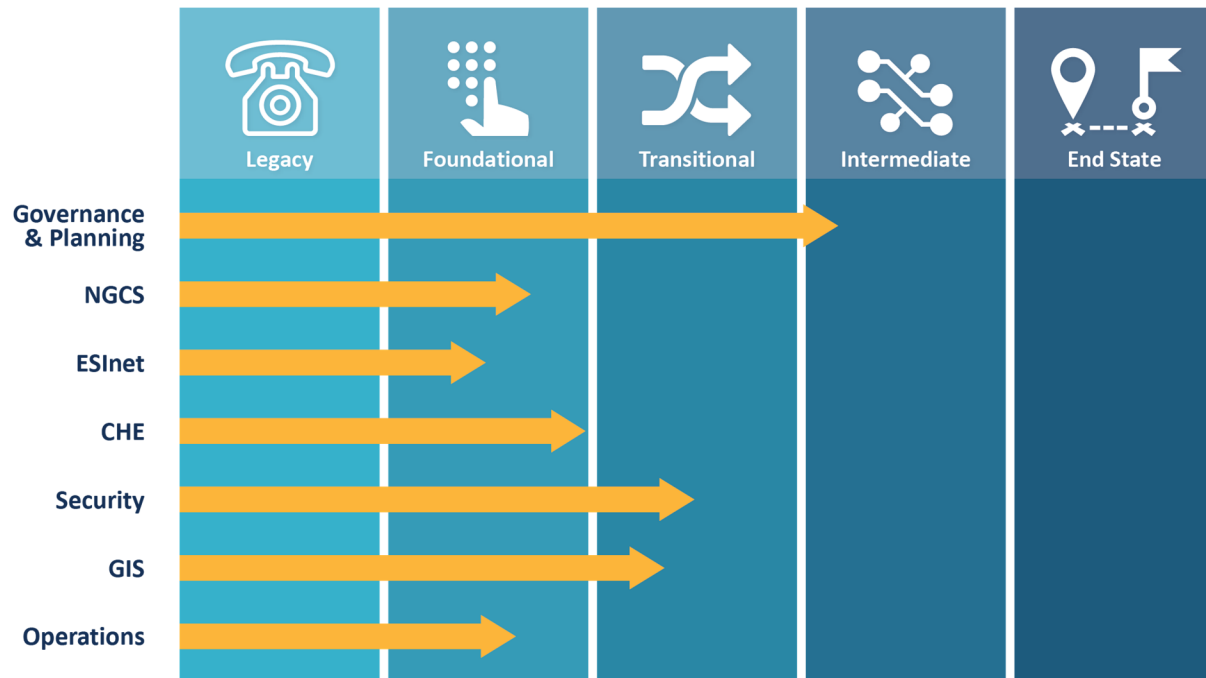 Legacy
Foundational
Transitional
Intermediate
End State
Governance
& Planning
NGCS
ESInet
CHE
Security
GIS
Operations